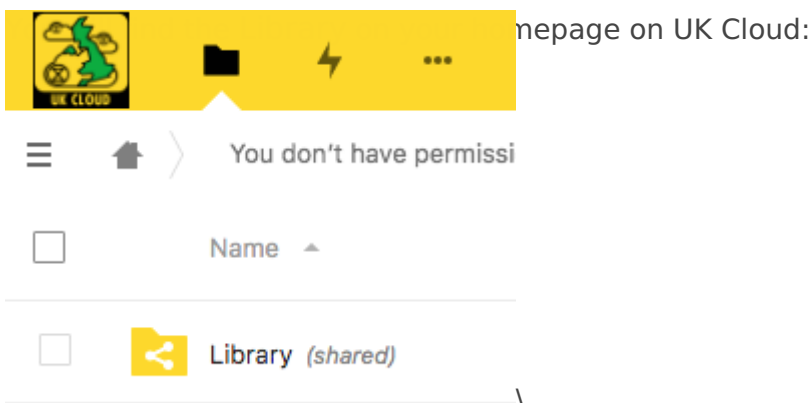 mepage on UK Cloud:
UK CLOUD
You don't have permissi
Name
Library (shared)
\